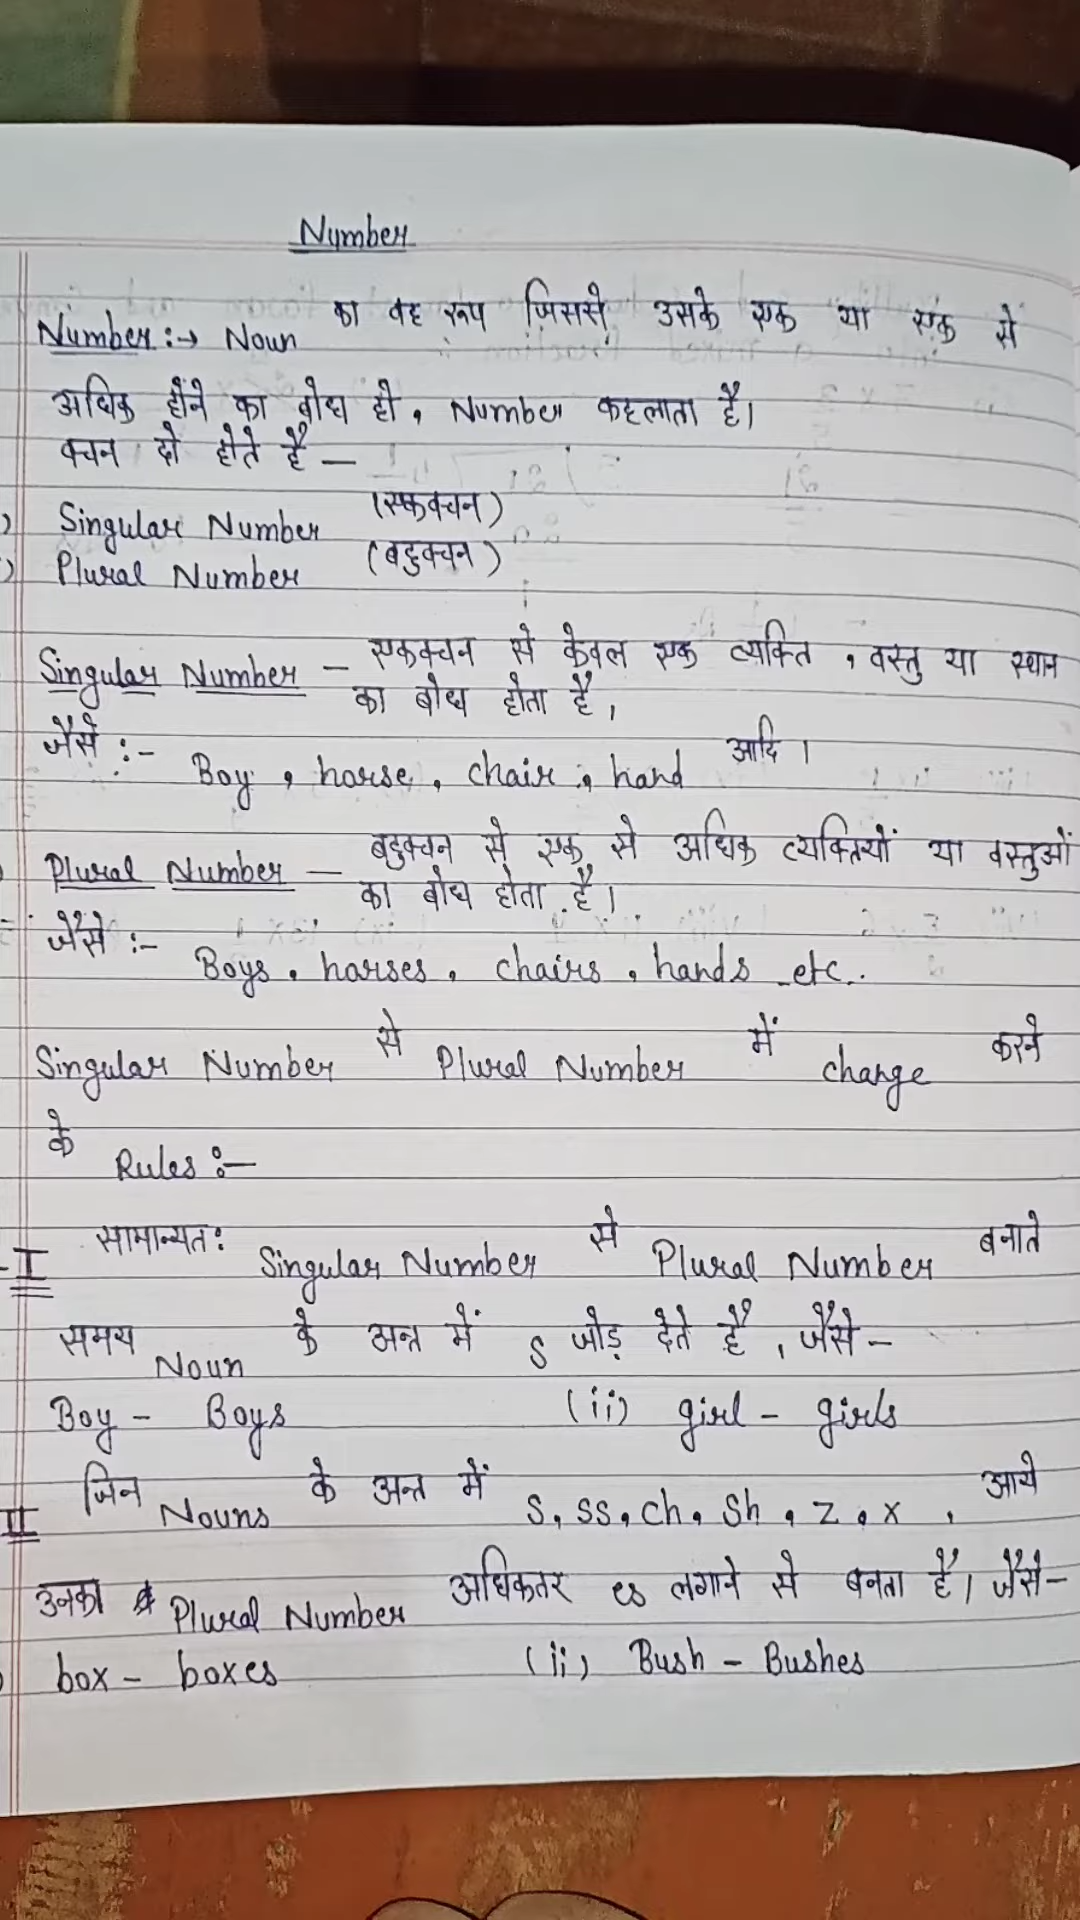 Number
Number :→ Noun का वह रूप जिससे उसके एक या एक से
अधिक होने का बोध हो, Number कहलाता है।
वचन दो होते हैं —
Singular Number (एकवचन)
Plural Number (बहुवचन)
Singular Number — एकवचन से केवल एक व्यक्ति, वस्तु या स्थान
का बोध होता है,
जैसे :- Boy, horse, chair, hand आदि।
Plural Number — बहुवचन से एक से अधिक व्यक्तियों या वस्तुओं
का बोध होता है।
जैसे :- Boys, horses, chairs, hands etc.
Singular Number से Plural Number में change करने
के Rules :—
I सामान्यत: Singular Number से Plural Number बनाते
समय Noun के अन्त में s जोड़ देते हैं, जैसे —
Boy - Boys (ii) girl - girls
II जिन Nouns के अन्त में s, ss, ch, sh, z, x, आये
उनका Plural Number अधिकतर es लगाने से बनता है। जैसे-
box - boxes (ii) Bush - Bushes